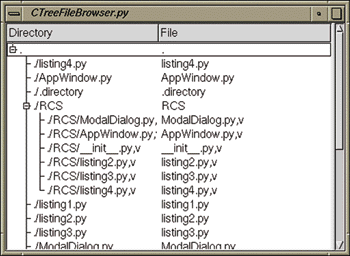 CTreeFileBrowser.py
Directory File
. .
./listing4.py listing4.py
./AppWindow.py AppWindow.py
./.directory .directory
./RCS RCS
./RCS/ModalDialog.py, ModalDialog.py,v
./RCS/AppWindow.py, AppWindow.py,v
./RCS/__init__.py,v __init__.py,v
./RCS/listing2.py,v listing2.py,v
./RCS/listing3.py,v listing3.py,v
./RCS/listing4.py,v listing4.py,v
./listing1.py listing1.py
./listing2.py listing2.py
./listing3.py listing3.py
./ModalDialog.py ModalDialog.py